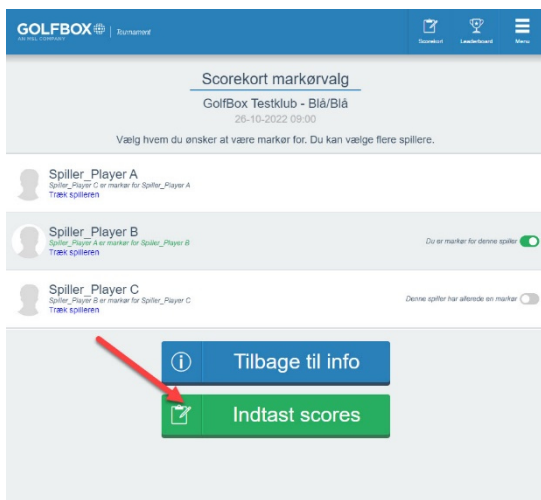 GOLFBOX | Tournament
AN WSL COMPANY
Scorekort Leaderboard Menu
Scorekort markørvalg
GolfBox Testklub - Blå/Blå
26-10-2022 09:00
Vælg hvem du ønsker at være markør for. Du kan vælge flere spillere.
Spiller_Player A
Spiller_Player C er markør for Spiller_Player A
Træk spilleren
Spiller_Player B
Spiller_Player A er markør for Spiller_Player B
Træk spilleren
Du er markør for denne spiller
Spiller_Player C
Spiller_Player B er markør for Spiller_Player C
Træk spilleren
Denne spiller har allerede en markør
Tilbage til info
Indtast scores